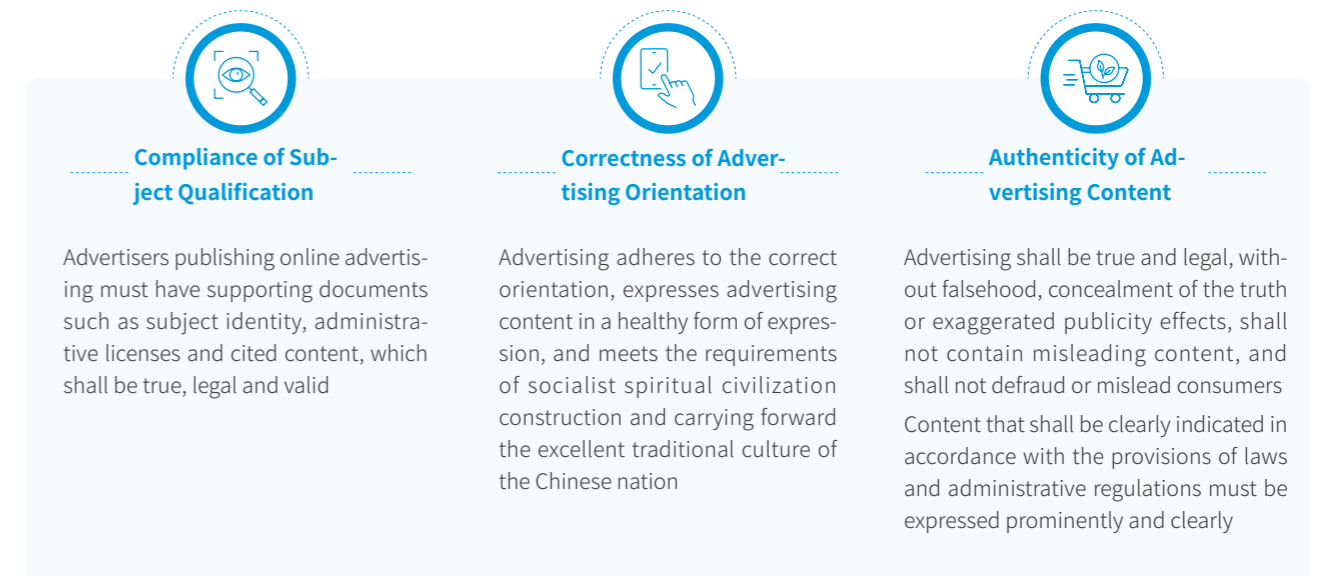 Compliance of Sub-
ject Qualification
Advertisers publishing online advertis-
ing must have supporting documents
such as subject identity, administra-
tive licenses and cited content, which
shall be true, legal and valid
Correctness of Adver-
tising Orientation
Advertising adheres to the correct
orientation, expresses advertising
content in a healthy form of expres-
sion, and meets the requirements
of socialist spiritual civilization
construction and carrying forward
the excellent traditional culture of
the Chinese nation
Authenticity of Ad-
vertising Content
Advertising shall be true and legal, with-
out falsehood, concealment of the truth
or exaggerated publicity effects, shall
not contain misleading content, and
shall not defraud or mislead consumers
Content that shall be clearly indicated in
accordance with the provisions of laws
and administrative regulations must be
expressed prominently and clearly